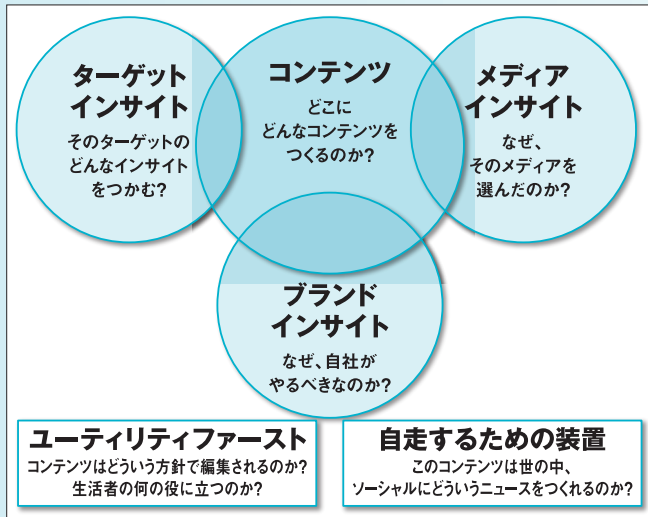 ターゲット
インサイト
そのターゲットの
どんなインサイト
をつかむ?
コンテンツ
どこに
どんなコンテンツを
つくるのか?
メディア
インサイト
なぜ、
そのメディアを
選んだのか?
ブランド
インサイト
なぜ、自社が
やるべきなのか?
ユーティリティファースト
コンテンツはどういう方針で編集されるのか?
生活者の何の役に立つのか?
自走するための装置
このコンテンツは世の中、
ソーシャルにどういうニュースをつくれるのか?